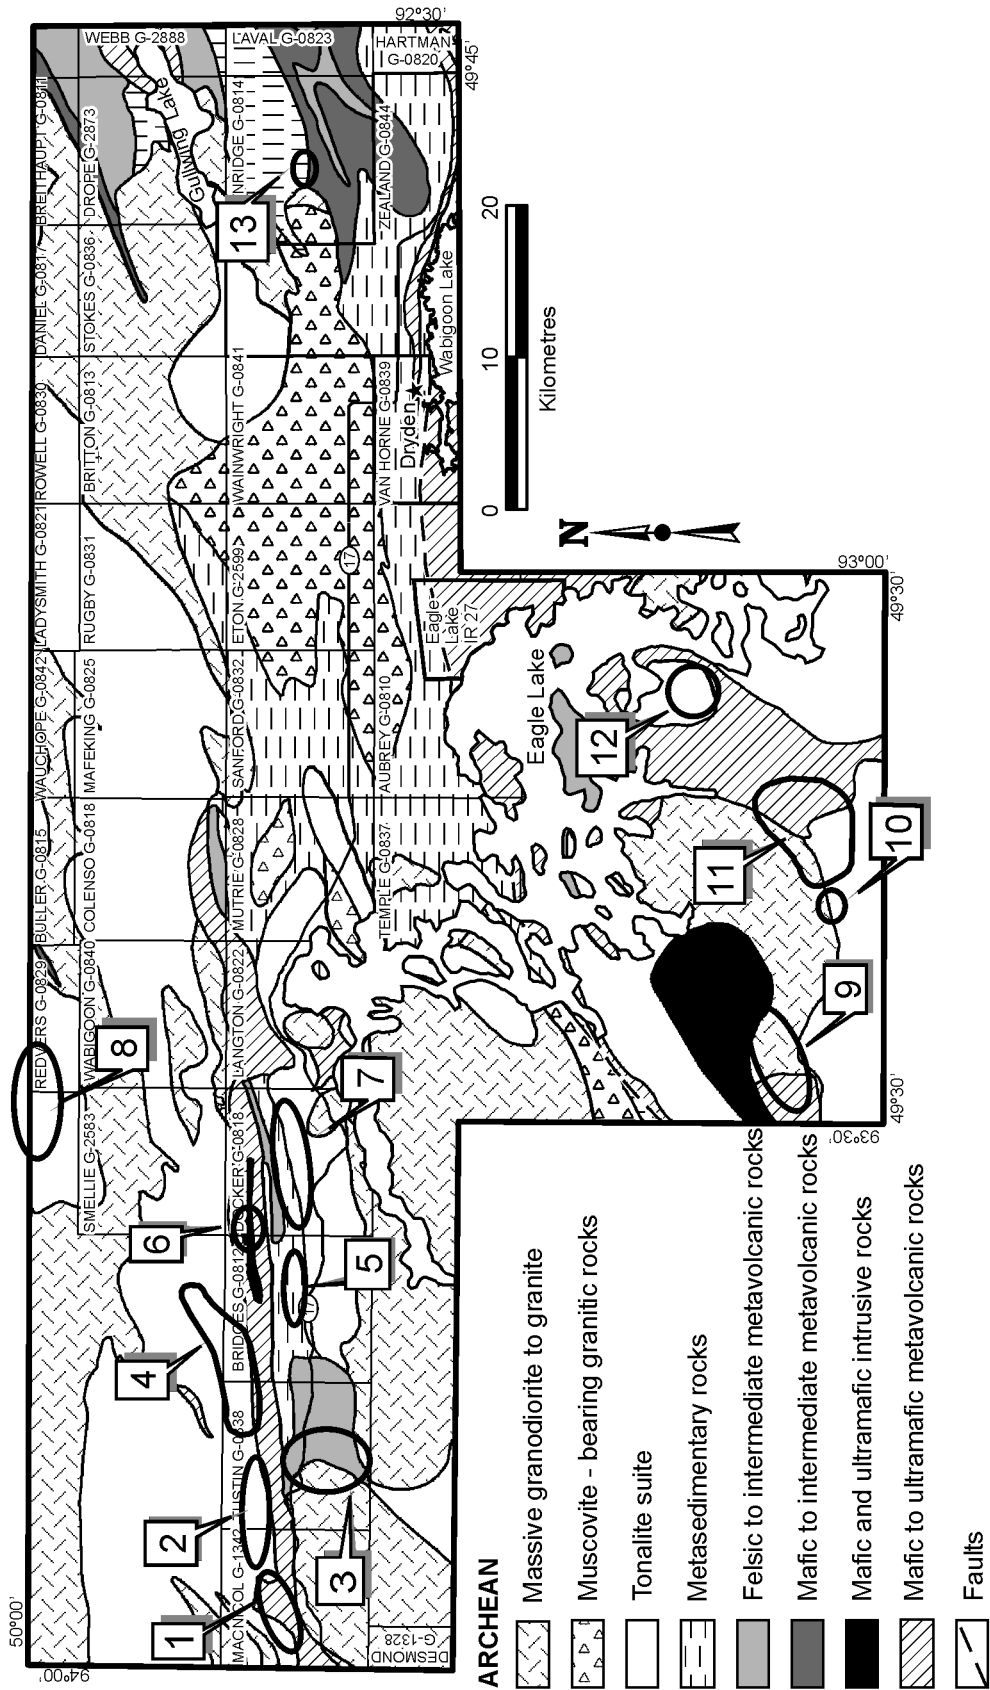 50°00'
94°00'
92°30'
49°45'
93°00'
49°30'
93°30'
49°30'
REDVERS G-0829
BULLER G-0815
WAUCHOPE G-0842
LADYSMITH G-0821
ROWELL G-0830
DANIEL G-0817
BREITHAUPT G-0811
SMELLIE G-2583
WABIGOON G-0840
COLENSO G-0818
MAFEKING G-0825
RUGBY G-0831
BRITTON G-0813
STOKES G-0836
DROPE G-2873
WEBB G-2888
Gullwing Lake
MACNICOL G-1342
TUSTIN G-0838
BRIDGES G-0812
DOCKER G-0818
LANGTON G-0822
MUTRIE G-0828
SANFORD G-0832
ETON G-2599
WAINWRIGHT G-0841
NRIDGE G-0814
LAVAL G-0823
DESMOND
G-1328
TEMPLE G-0837
AUBREY G-0810
VAN HORNE G-0839
ZEALAND G-0844
HARTMAN
G-0820
17
17
Dryden
Wabigoon Lake
Eagle
Lake
IR 27
Eagle Lake
1
2
3
4
5
6
7
8
9
10
11
12
13
N
0 10 20
Kilometres
ARCHEAN
Massive granodiorite to granite
Muscovite - bearing granitic rocks
Tonalite suite
Metasedimentary rocks
Felsic to intermediate metavolcanic rocks
Mafic to intermediate metavolcanic rocks
Mafic and ultramafic intrusive rocks
Mafic to ultramafic metavolcanic rocks
Faults